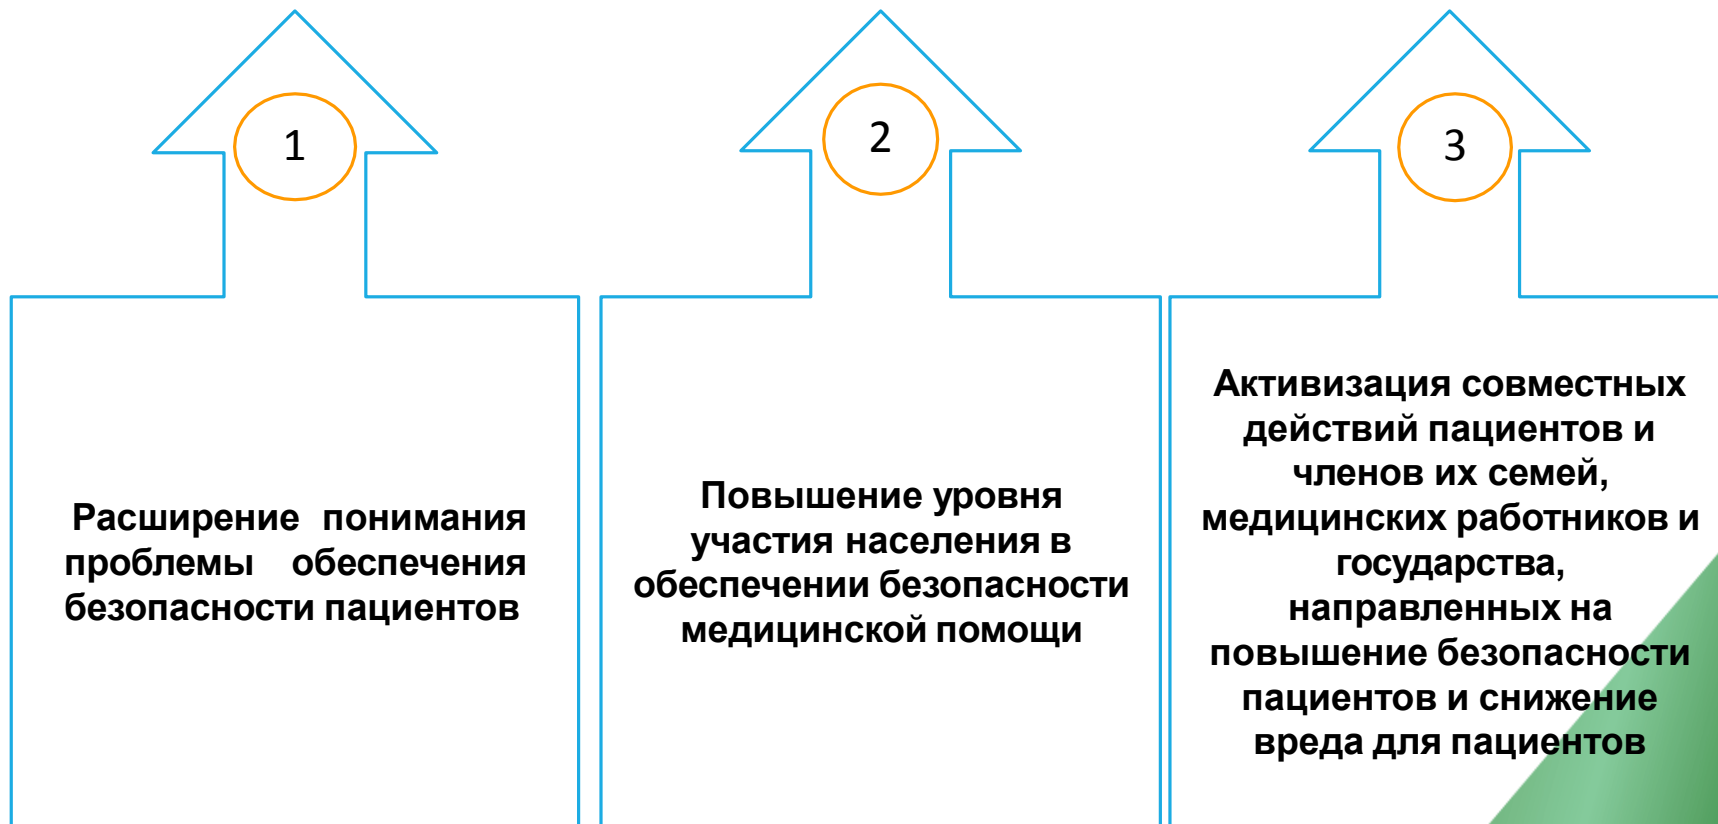 1
Расширение понимания
проблемы обеспечения
безопасности пациентов
2
Повышение уровня
участия населения в
обеспечении безопасности
медицинской помощи
3
Активизация совместных
действий пациентов и
членов их семей,
медицинских работников и
государства,
направленных на
повышение безопасности
пациентов и снижение
вреда для пациентов